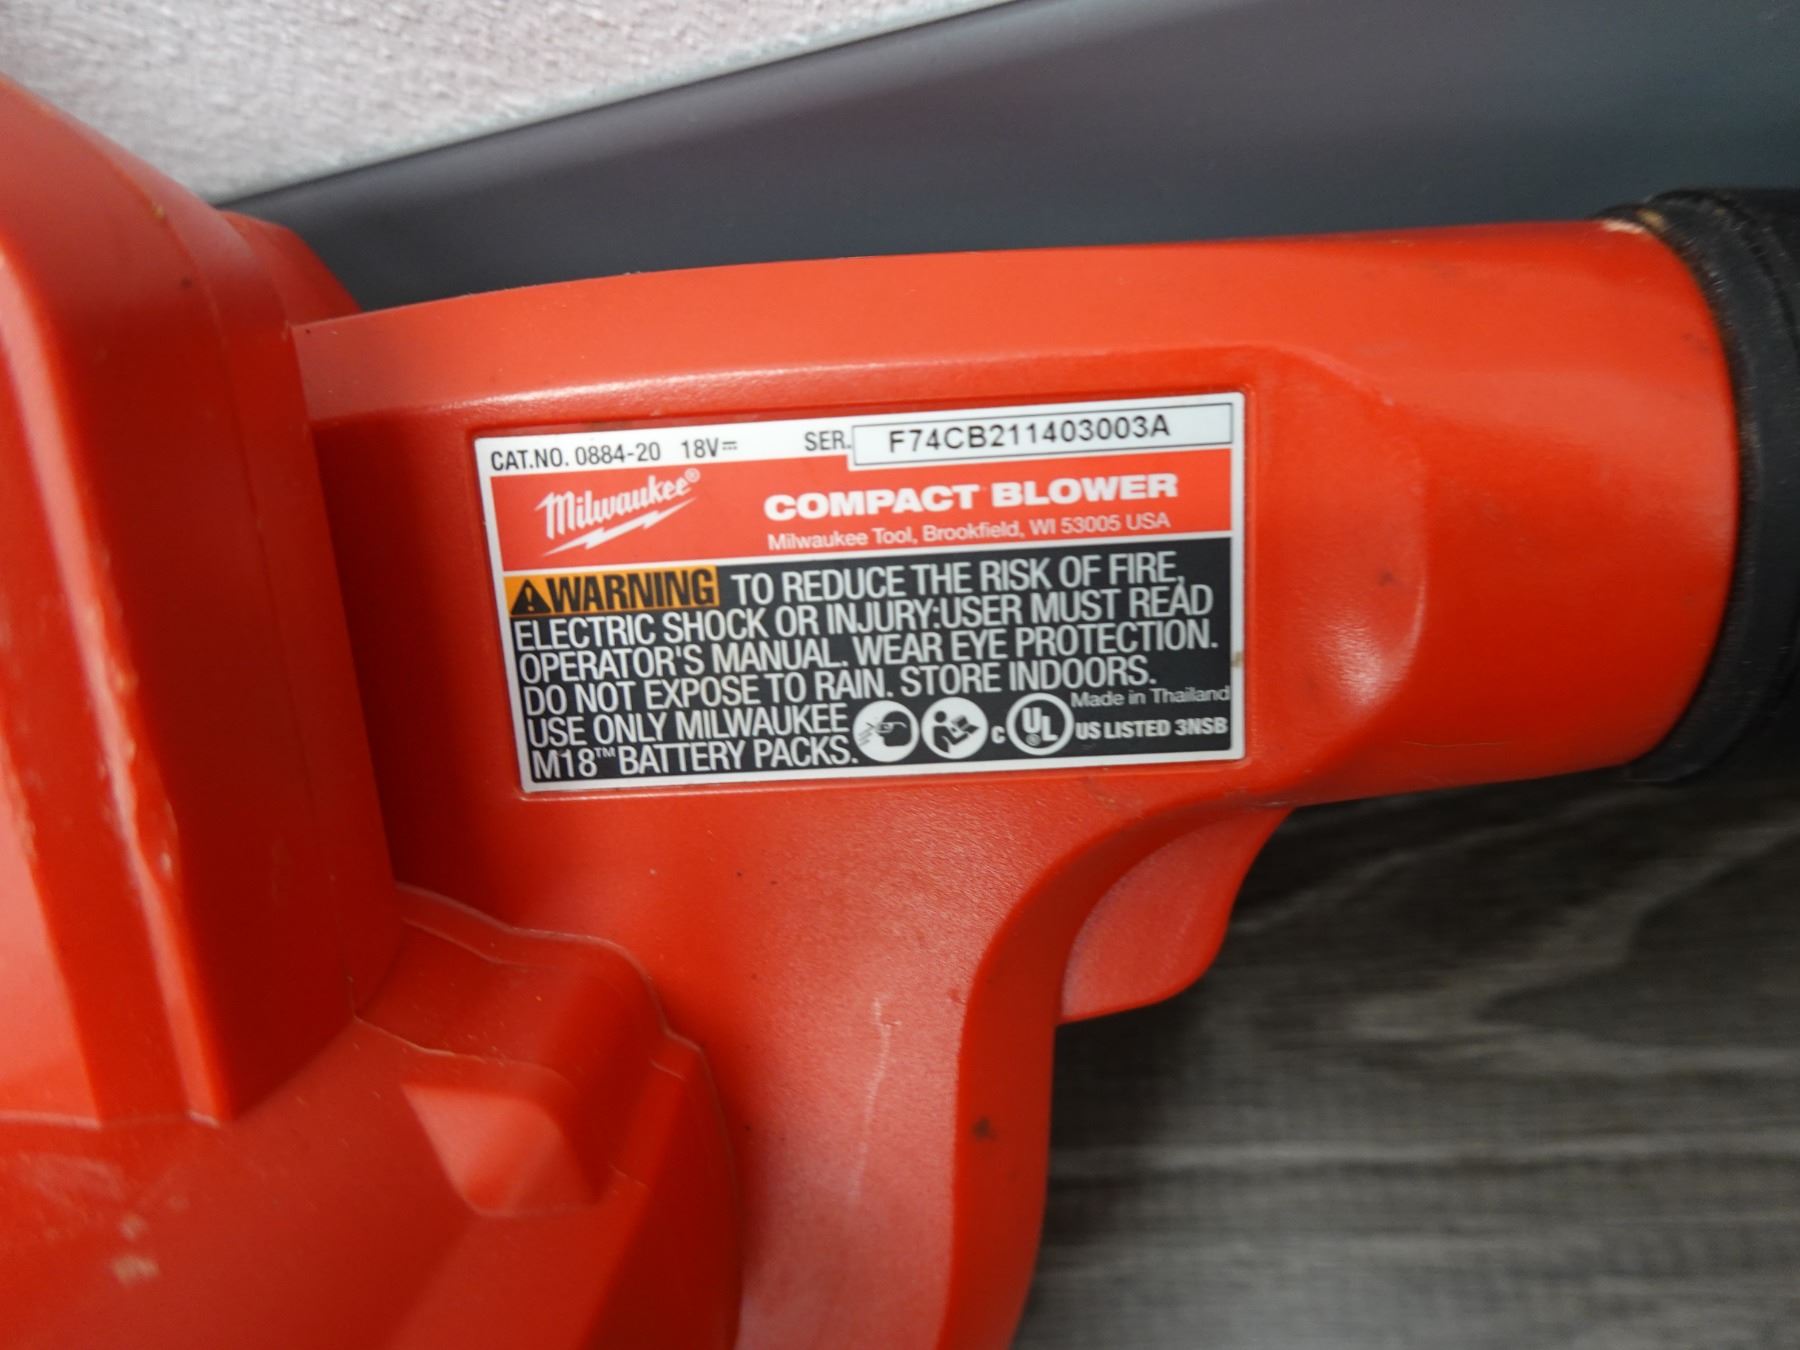 CAT.NO. 0884-20 18V⎓ SER. F74CB211403003A
Milwaukee®
COMPACT BLOWER
Milwaukee Tool, Brookfield, WI 53005 USA
⚠WARNING TO REDUCE THE RISK OF FIRE,
ELECTRIC SHOCK OR INJURY:USER MUST READ
OPERATOR'S MANUAL. WEAR EYE PROTECTION.
DO NOT EXPOSE TO RAIN. STORE INDOORS.
Made in Thailand
USE ONLY MILWAUKEE
M18™ BATTERY PACKS.
c UL® US LISTED 3NSB